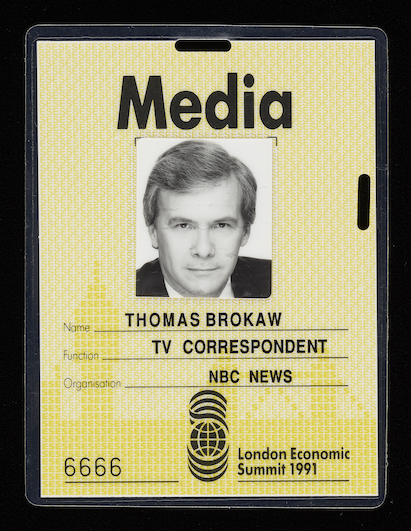 Media
Name THOMAS BROKAW
Function TV CORRESPONDENT
Organisation NBC NEWS
6666
London Economic
Summit 1991